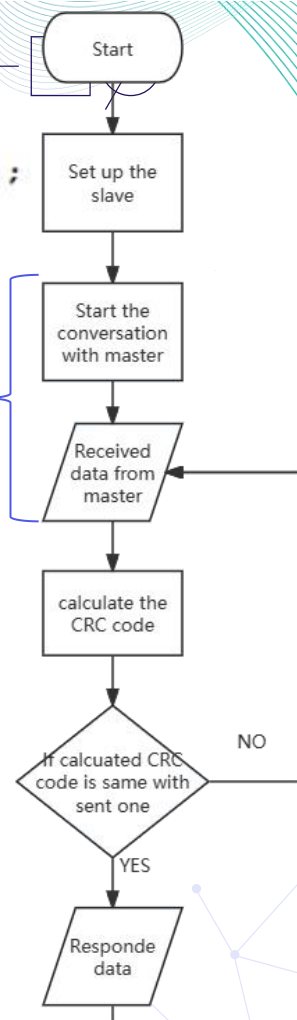 Start
;
Set up the
slave
Start the
conversation
with master
Received
data from
master
calculate the
CRC code
If calcuated CRC
code is same with
sent one
NO
YES
Responde
data